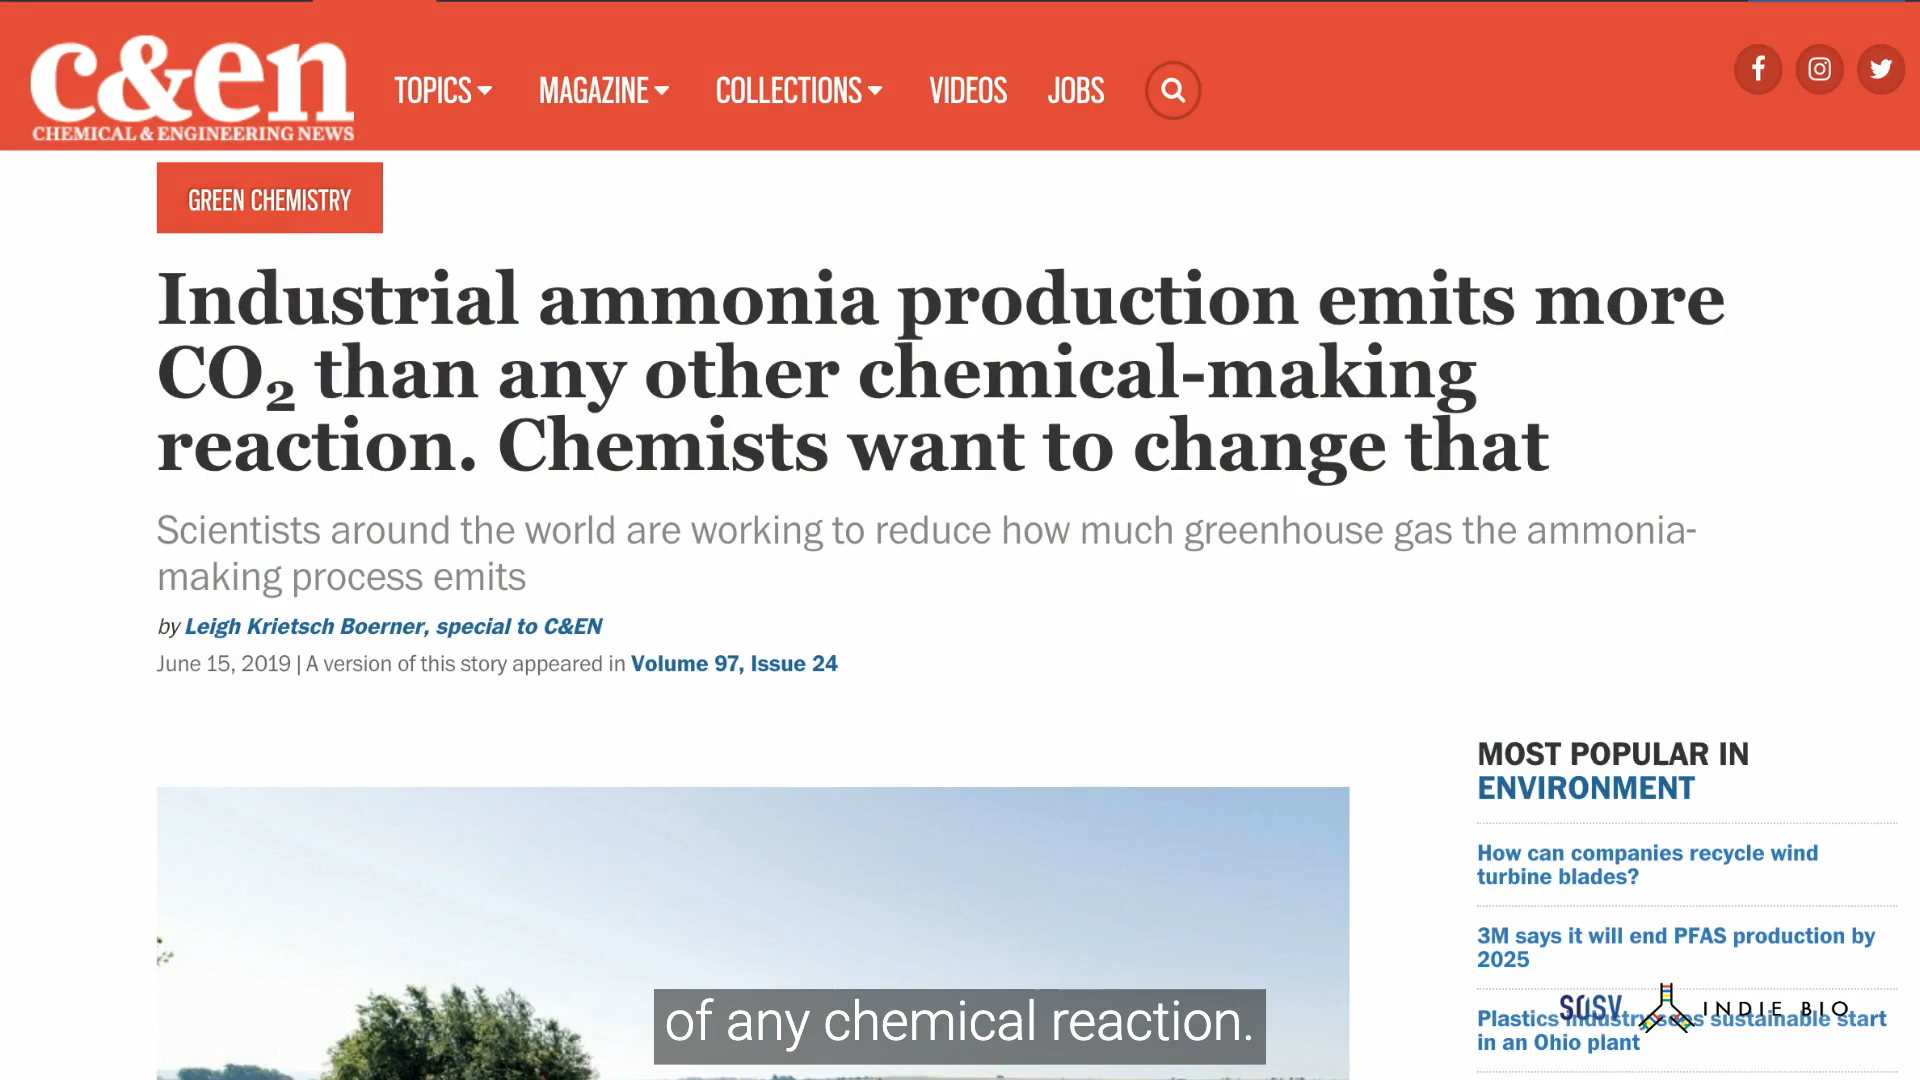 c&en
CHEMICAL & ENGINEERING NEWS
TOPICS
MAGAZINE
COLLECTIONS
VIDEOS
JOBS
GREEN CHEMISTRY
Industrial ammonia production emits more
CO₂ than any other chemical-making
reaction. Chemists want to change that
Scientists around the world are working to reduce how much greenhouse gas the ammonia-
making process emits
by Leigh Krietsch Boerner, special to C&EN
June 15, 2019 | A version of this story appeared in Volume 97, Issue 24
MOST POPULAR IN
ENVIRONMENT
How can companies recycle wind
turbine blades?
3M says it will end PFAS production by
2025
Plastics industry sees sustainable start
in an Ohio plant
SOSV
INDIE BIO
of any chemical reaction.